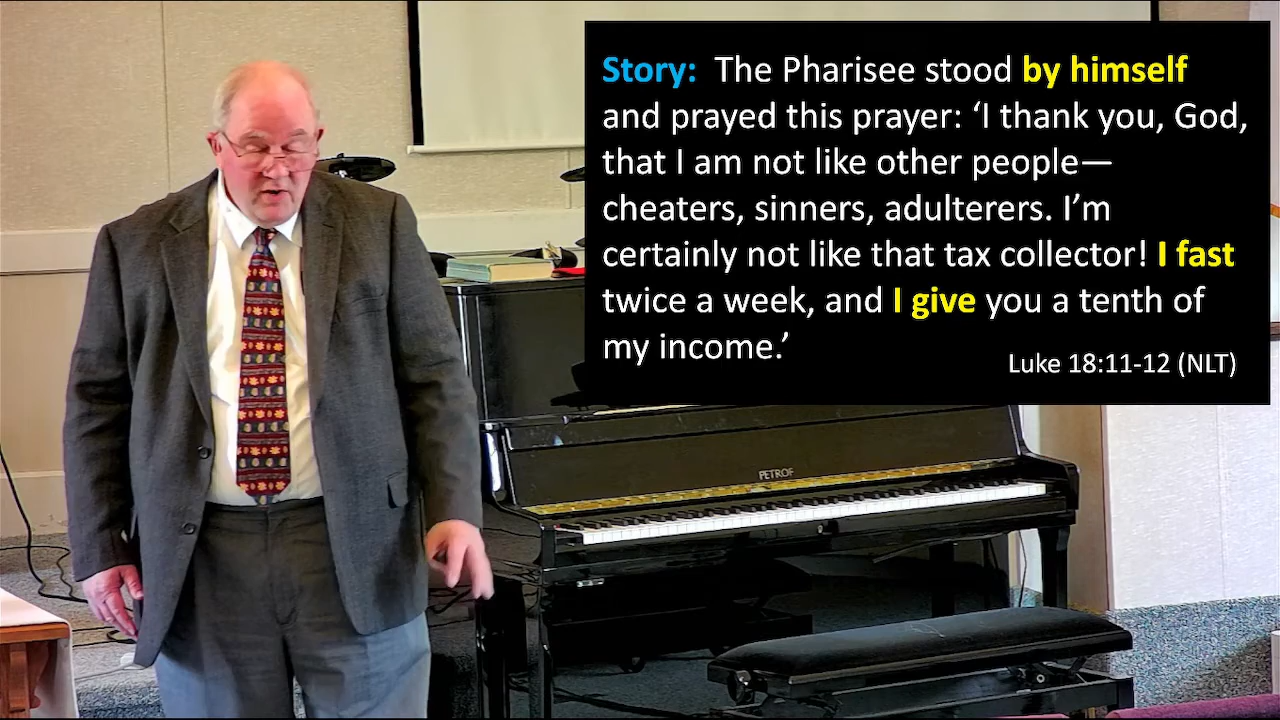 Story: The Pharisee stood by himself
and prayed this prayer: ‘I thank you, God,
that I am not like other people—
cheaters, sinners, adulterers. I’m
certainly not like that tax collector! I fast
twice a week, and I give you a tenth of
my income.’
Luke 18:11-12 (NLT)
PETROF